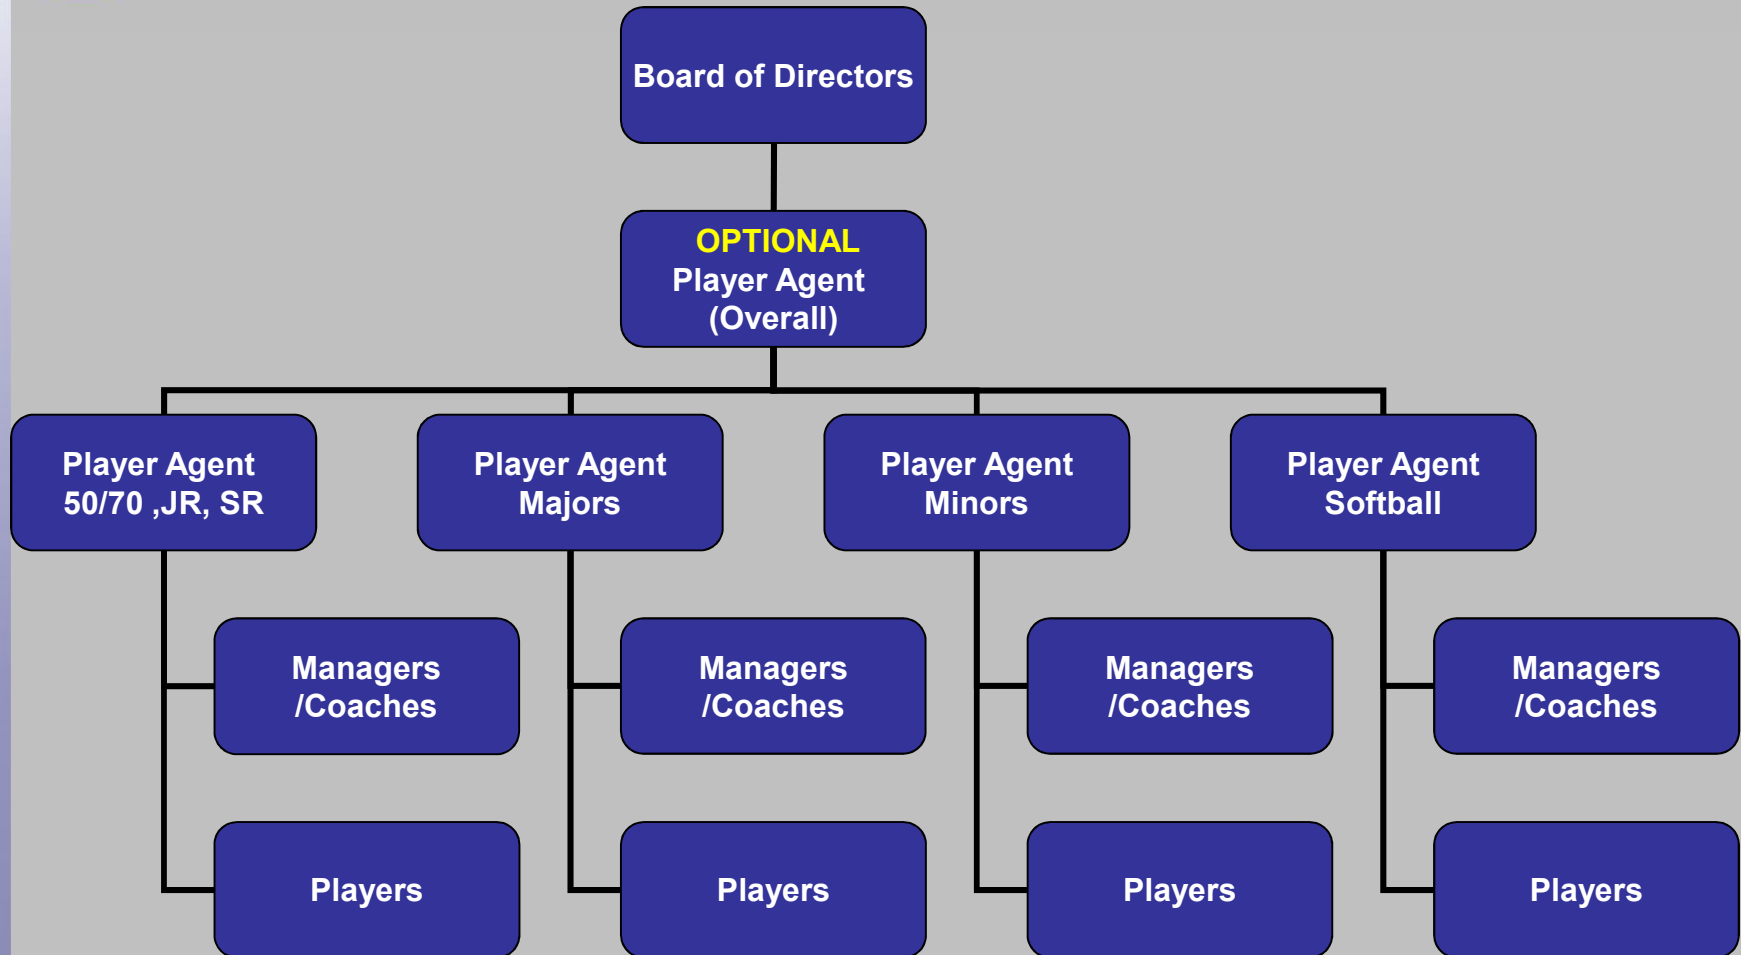 Board of Directors
OPTIONAL
Player Agent
(Overall)
Player Agent
50/70 ,JR, SR
Player Agent
Majors
Player Agent
Minors
Player Agent
Softball
Managers
/Coaches
Managers
/Coaches
Managers
/Coaches
Managers
/Coaches
Players
Players
Players
Players